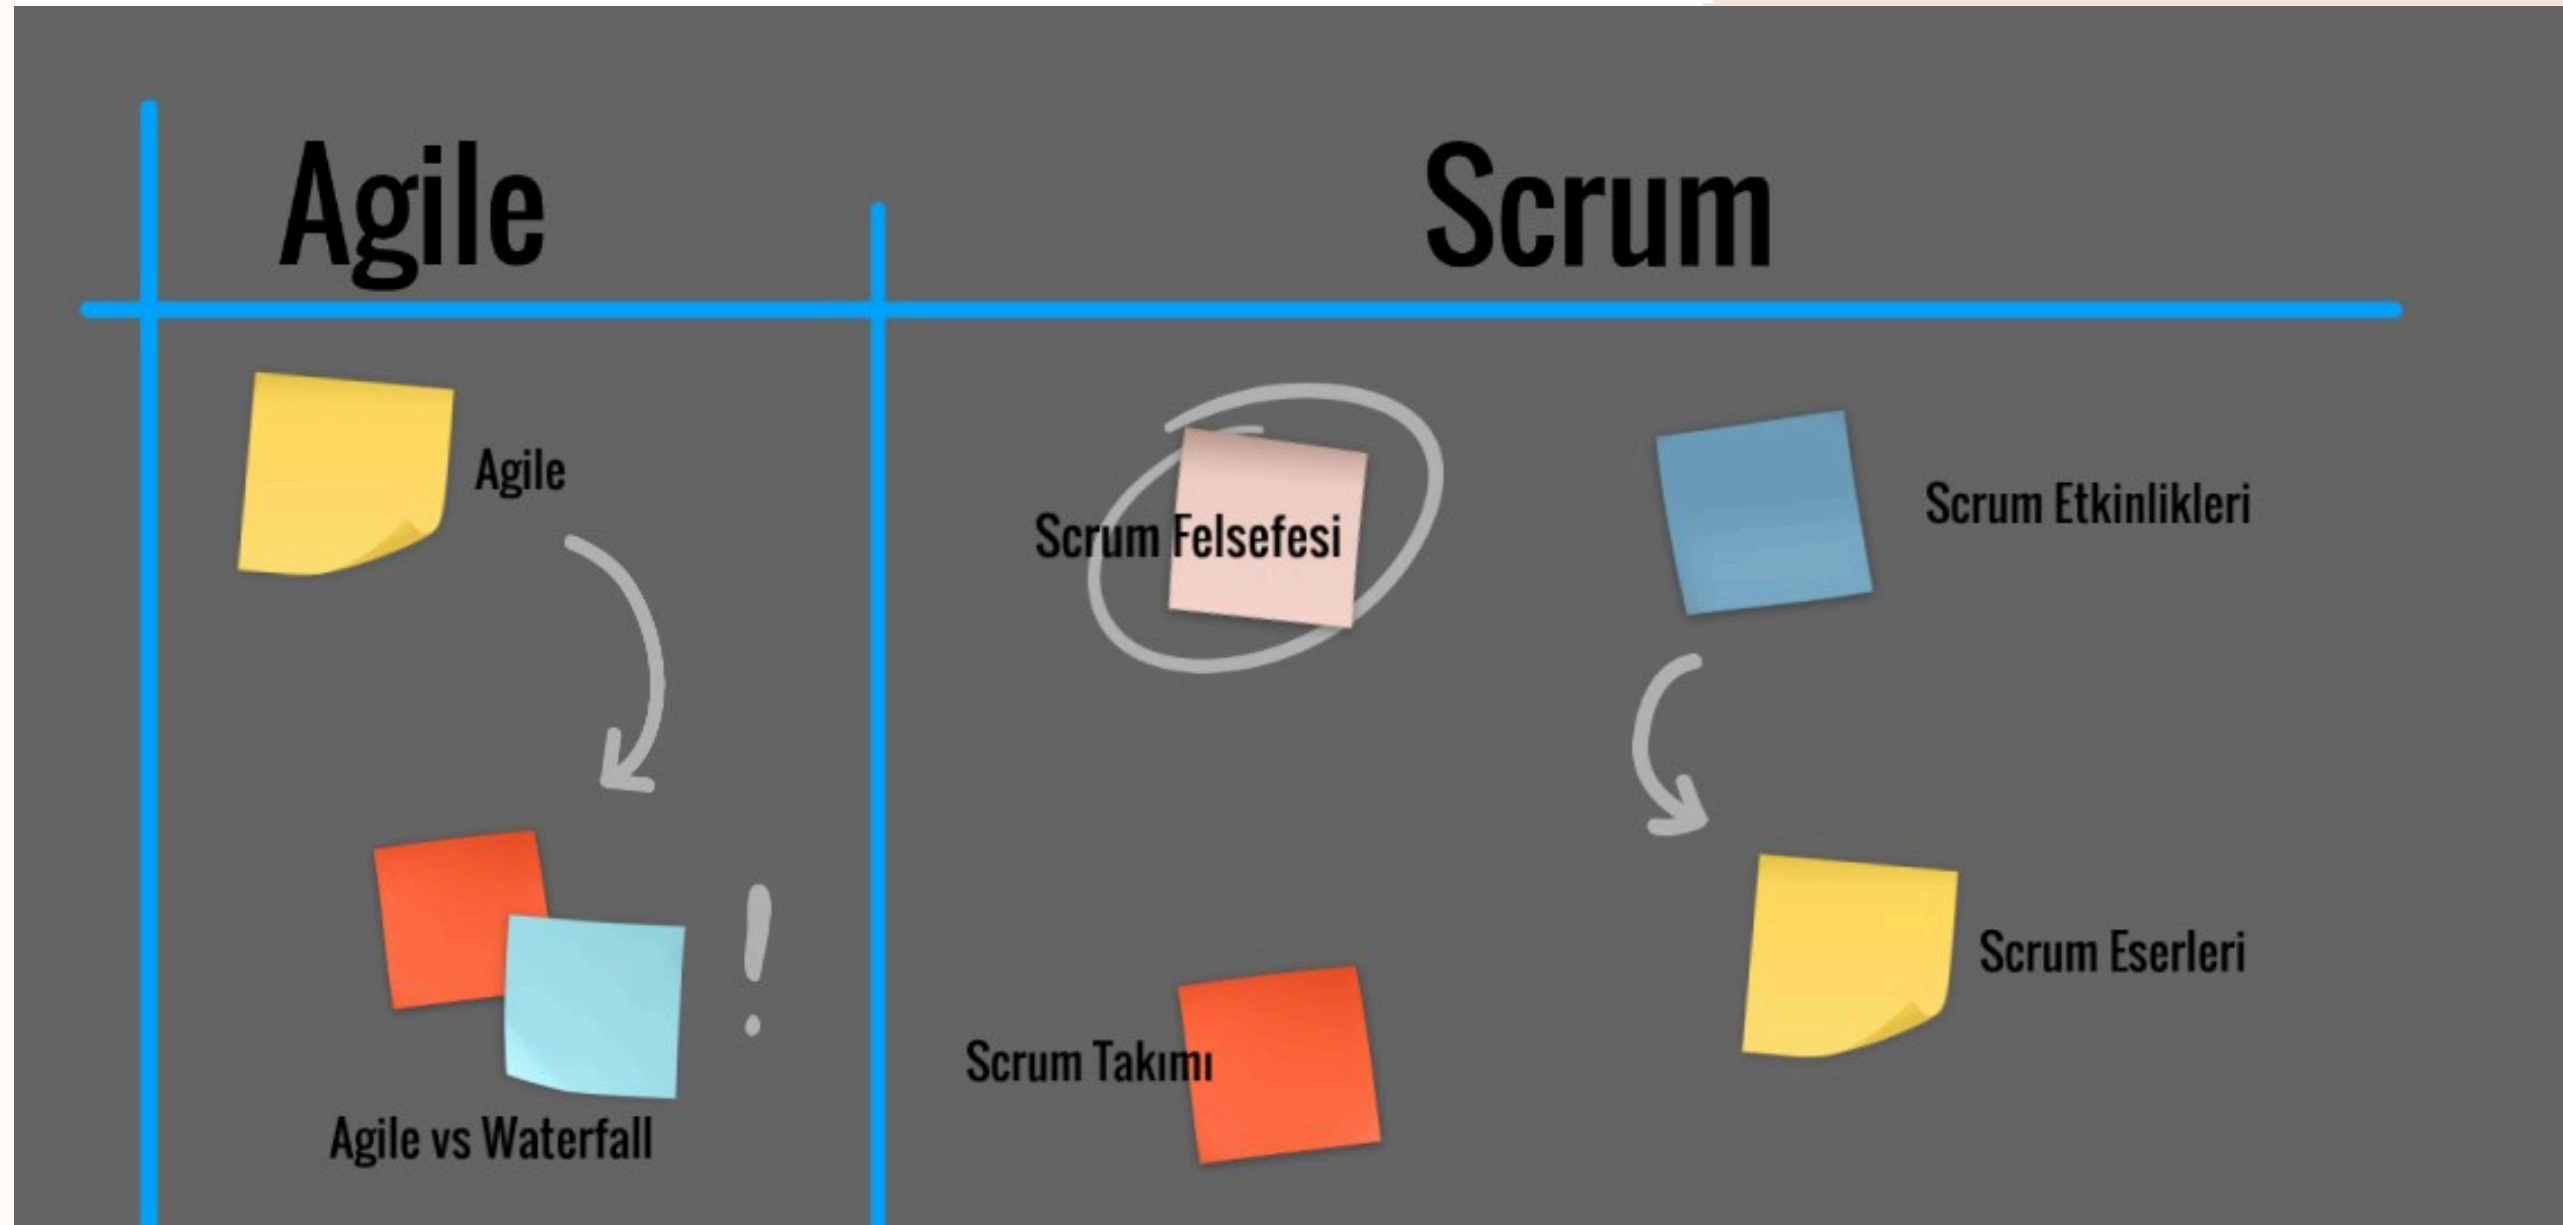 Agile
Scrum
Agile
Agile vs Waterfall
Scrum Felsefesi
Scrum Etkinlikleri
Scrum Takımı
Scrum Eserleri